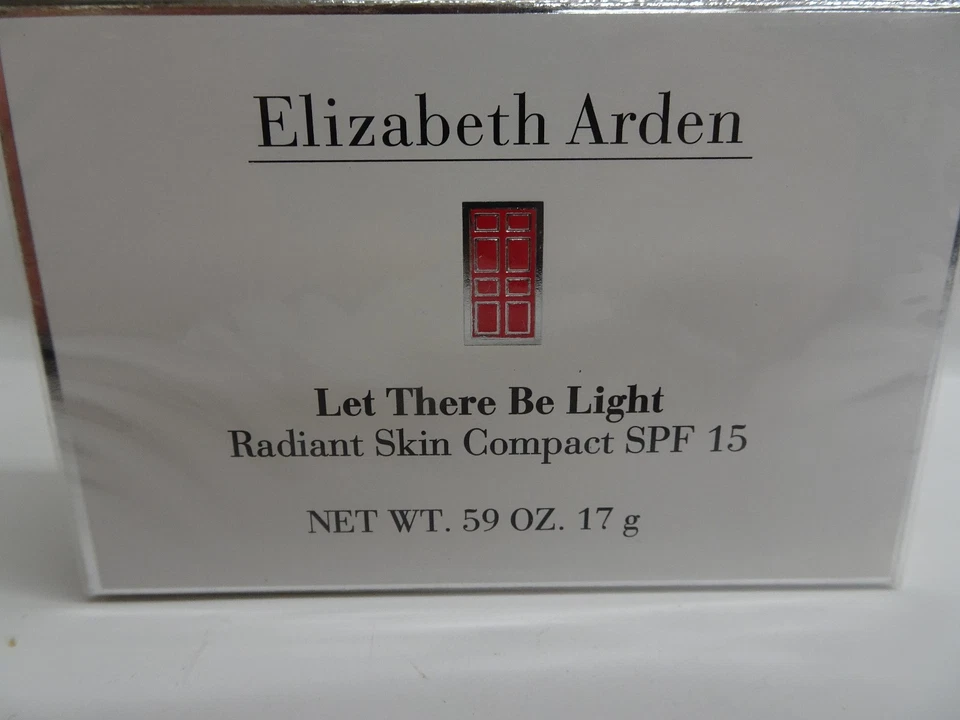 Elizabeth Arden
Let There Be Light
Radiant Skin Compact SPF 15
NET WT. 59 OZ. 17 g